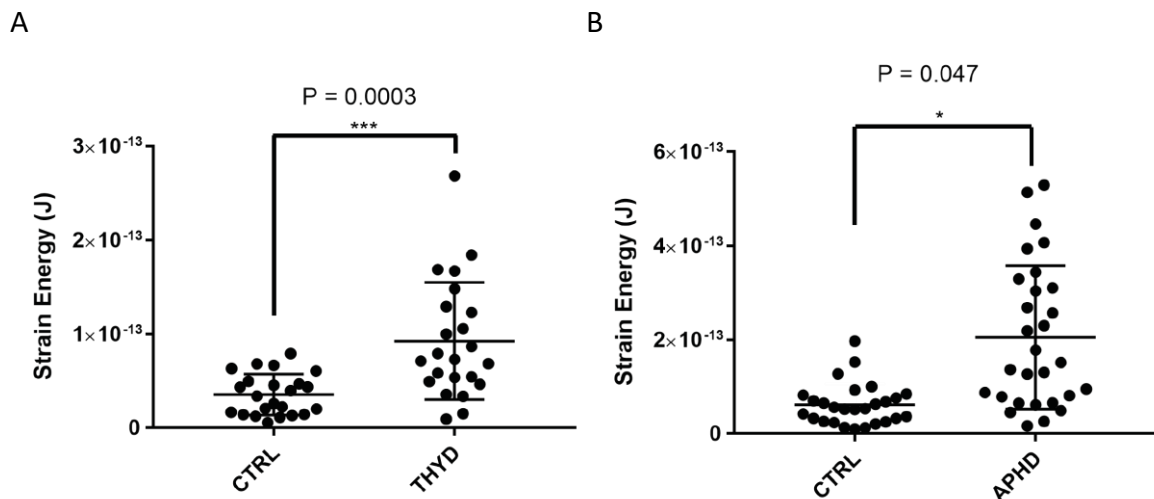 A
P = 0.0003
***
3×10⁻¹³
2×10⁻¹³
1×10⁻¹³
0
Strain Energy (J)
CTRL
THYD
B
P = 0.047
*
6×10⁻¹³
4×10⁻¹³
2×10⁻¹³
0
Strain Energy (J)
CTRL
APHD